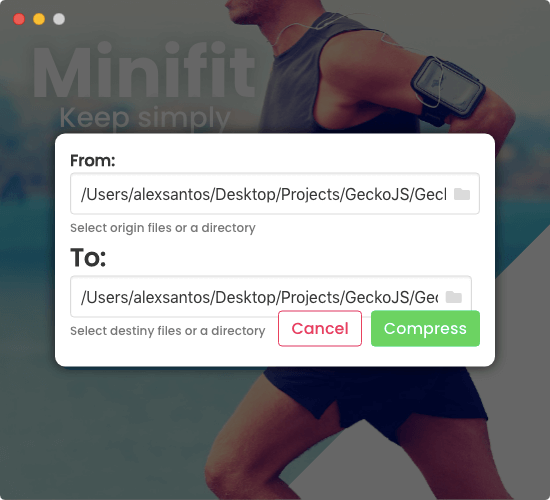 Minifit
Keep simply
From:
/Users/alexsantos/Desktop/Projects/GeckoJS/Gecl
Select origin files or a directory
To:
/Users/alexsantos/Desktop/Projects/GeckoJS/Gec
Select destiny files or a directory
Cancel
Compress